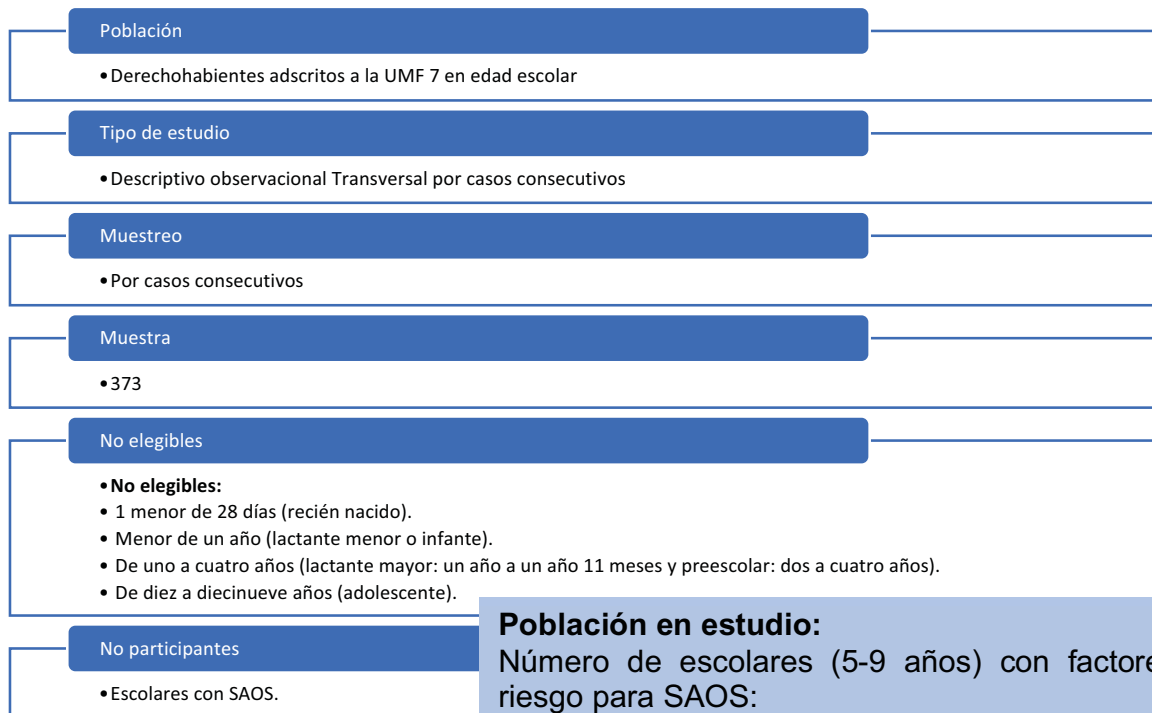 Población
•Derechohabientes adscritos a la UMF 7 en edad escolar
Tipo de estudio
•Descriptivo observacional Transversal por casos consecutivos
Muestreo
•Por casos consecutivos
Muestra
•373
No elegibles
•No elegibles:
• 1 menor de 28 días (recién nacido).
• Menor de un año (lactante menor o infante).
• De uno a cuatro años (lactante mayor: un año a un año 11 meses y preescolar: dos a cuatro años).
• De diez a diecinueve años (adolescente).
No participantes
•Escolares con SAOS.
Población en estudio:
Número de escolares (5-9 años) con factore
riesgo para SAOS: